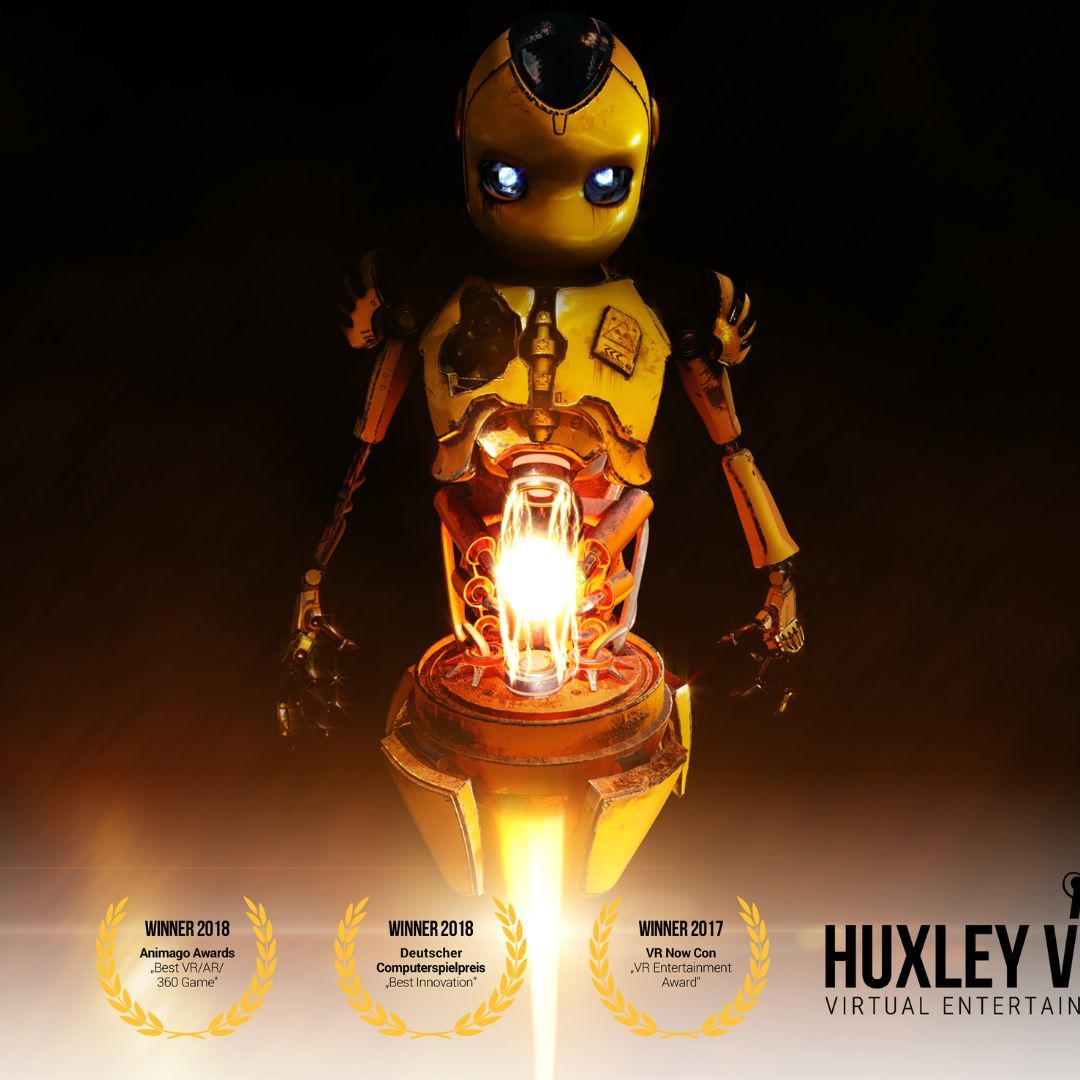 WINNER 2018
Animago Awards
„Best VR/AR/
360 Game“
WINNER 2018
Deutscher
Computerspielpreis
„Best Innovation“
WINNER 2017
VR Now Con
„VR Entertainment
Award“
HUXLEY V
VIRTUAL ENTERTAIN